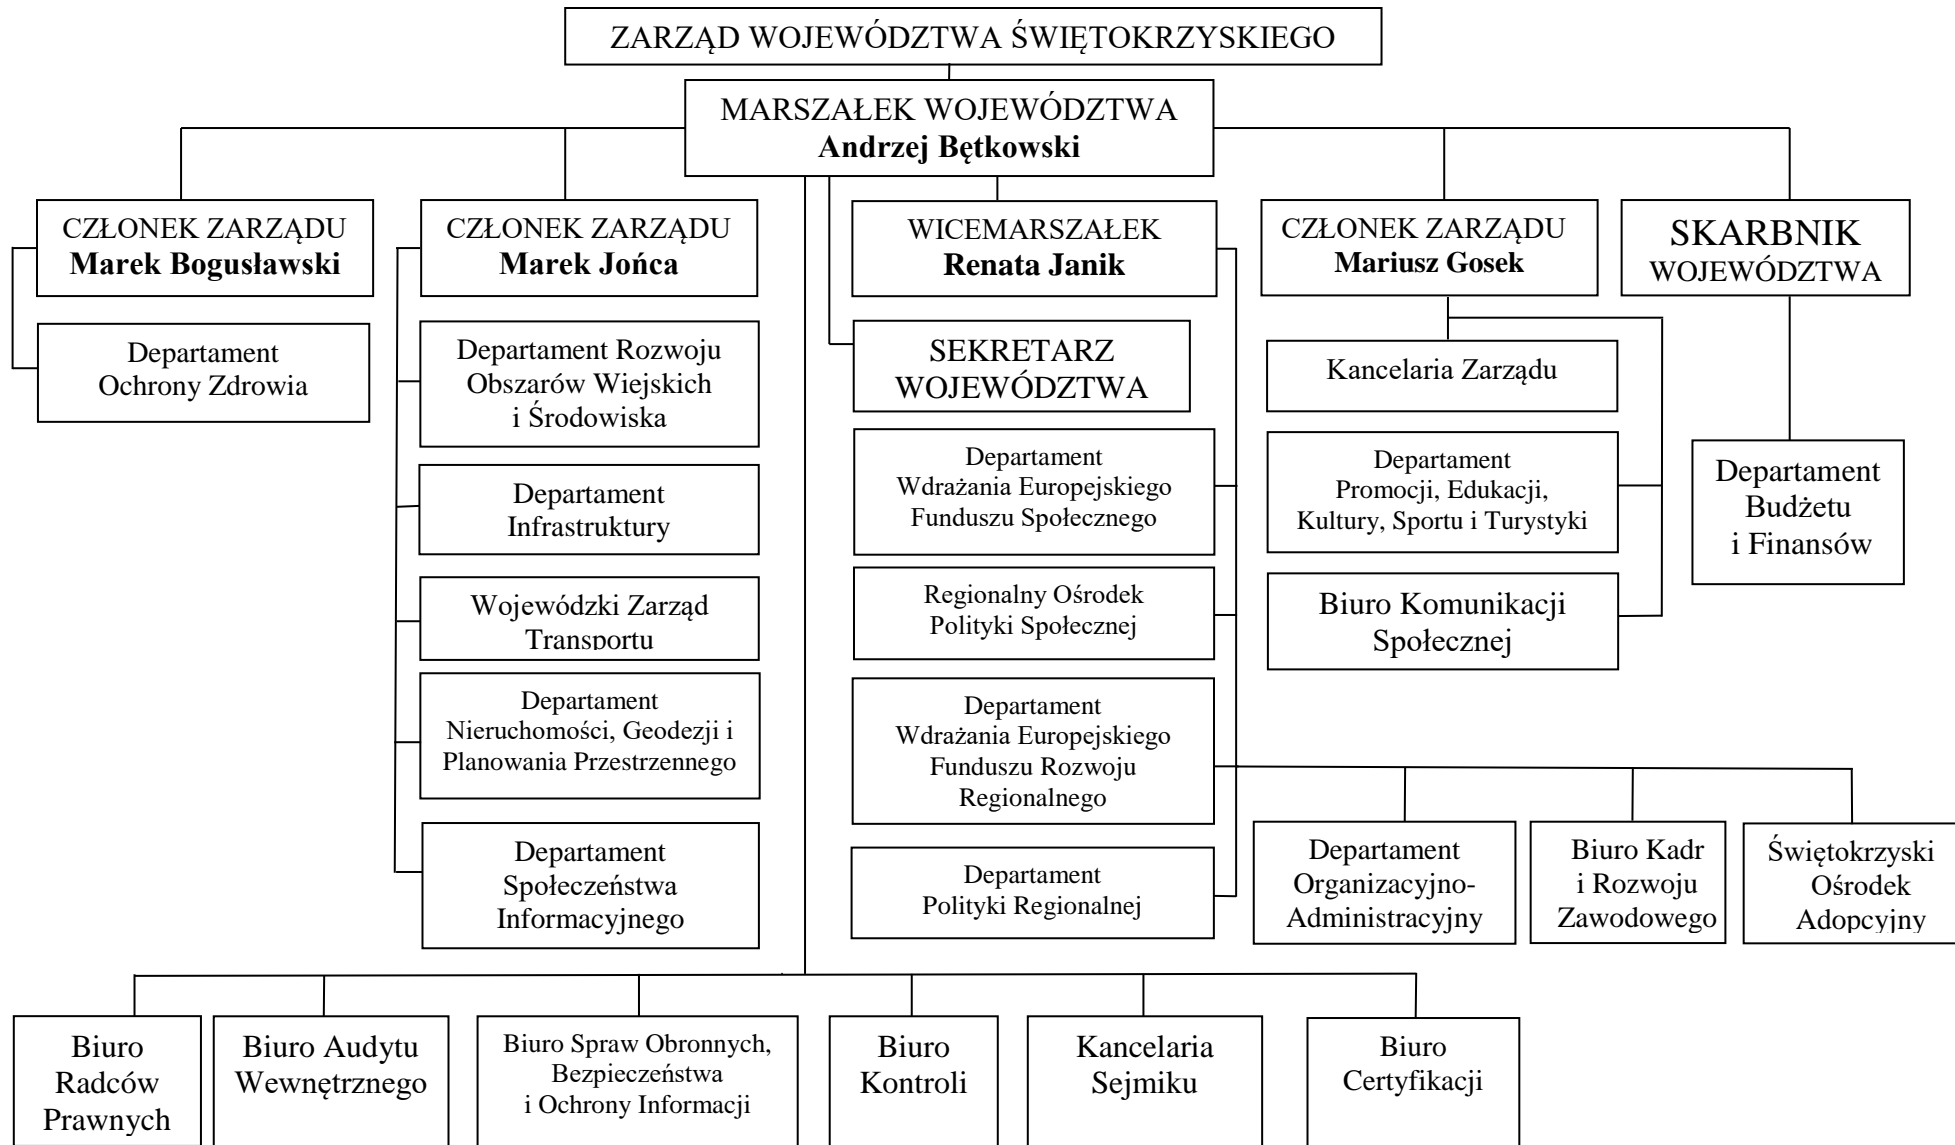 ZARZĄD WOJEWÓDZTWA ŚWIĘTOKRZYSKIEGO
MARSZAŁEK WOJEWÓDZTWA
Andrzej Bętkowski
CZŁONEK ZARZĄDU
Marek Bogusławski
CZŁONEK ZARZĄDU
Marek Jońca
WICEMARSZAŁEK
Renata Janik
CZŁONEK ZARZĄDU
Mariusz Gosek
SKARBNIK
WOJEWÓDZTWA
Departament
Ochrony Zdrowia
Departament Rozwoju
Obszarów Wiejskich
i Środowiska
Departament
Infrastruktury
Wojewódzki Zarząd
Transportu
Departament
Nieruchomości, Geodezji i
Planowania Przestrzennego
Departament
Społeczeństwa
Informacyjnego
SEKRETARZ
WOJEWÓDZTWA
Departament
Wdrażania Europejskiego
Funduszu Społecznego
Regionalny Ośrodek
Polityki Społecznej
Departament
Wdrażania Europejskiego
Funduszu Rozwoju
Regionalnego
Departament
Polityki Regionalnej
Kancelaria Zarządu
Departament
Promocji, Edukacji,
Kultury, Sportu i Turystyki
Biuro Komunikacji
Społecznej
Departament
Budżetu
i Finansów
Departament
Organizacyjno-
Administracyjny
Biuro Kadr
i Rozwoju
Zawodowego
Świętokrzyski
Ośrodek
Adopcyjny
Biuro
Radców
Prawnych
Biuro Audytu
Wewnętrznego
Biuro Spraw Obronnych,
Bezpieczeństwa
i Ochrony Informacji
Biuro
Kontroli
Kancelaria
Sejmiku
Biuro
Certyfikacji